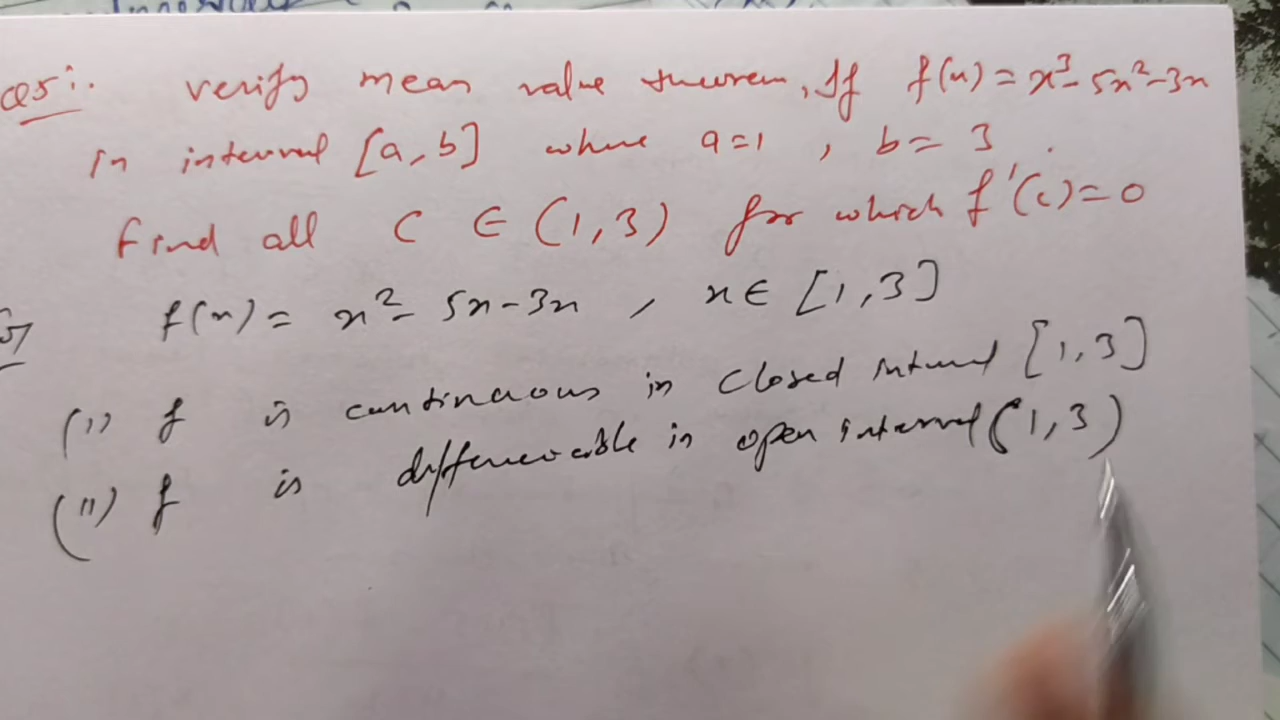 Q5:. verify mean value theorem, If f(x) = x³ - 5x² - 3x
in interval [a, b] where a = 1 , b = 3 .
Find all C ∈ (1, 3) for which f'(c) = 0
f(x) = x² - 5x - 3x , x ∈ [1, 3]
(i) f is continuous in closed interval [1, 3]
(ii) f is differenciable in open interval (1, 3)